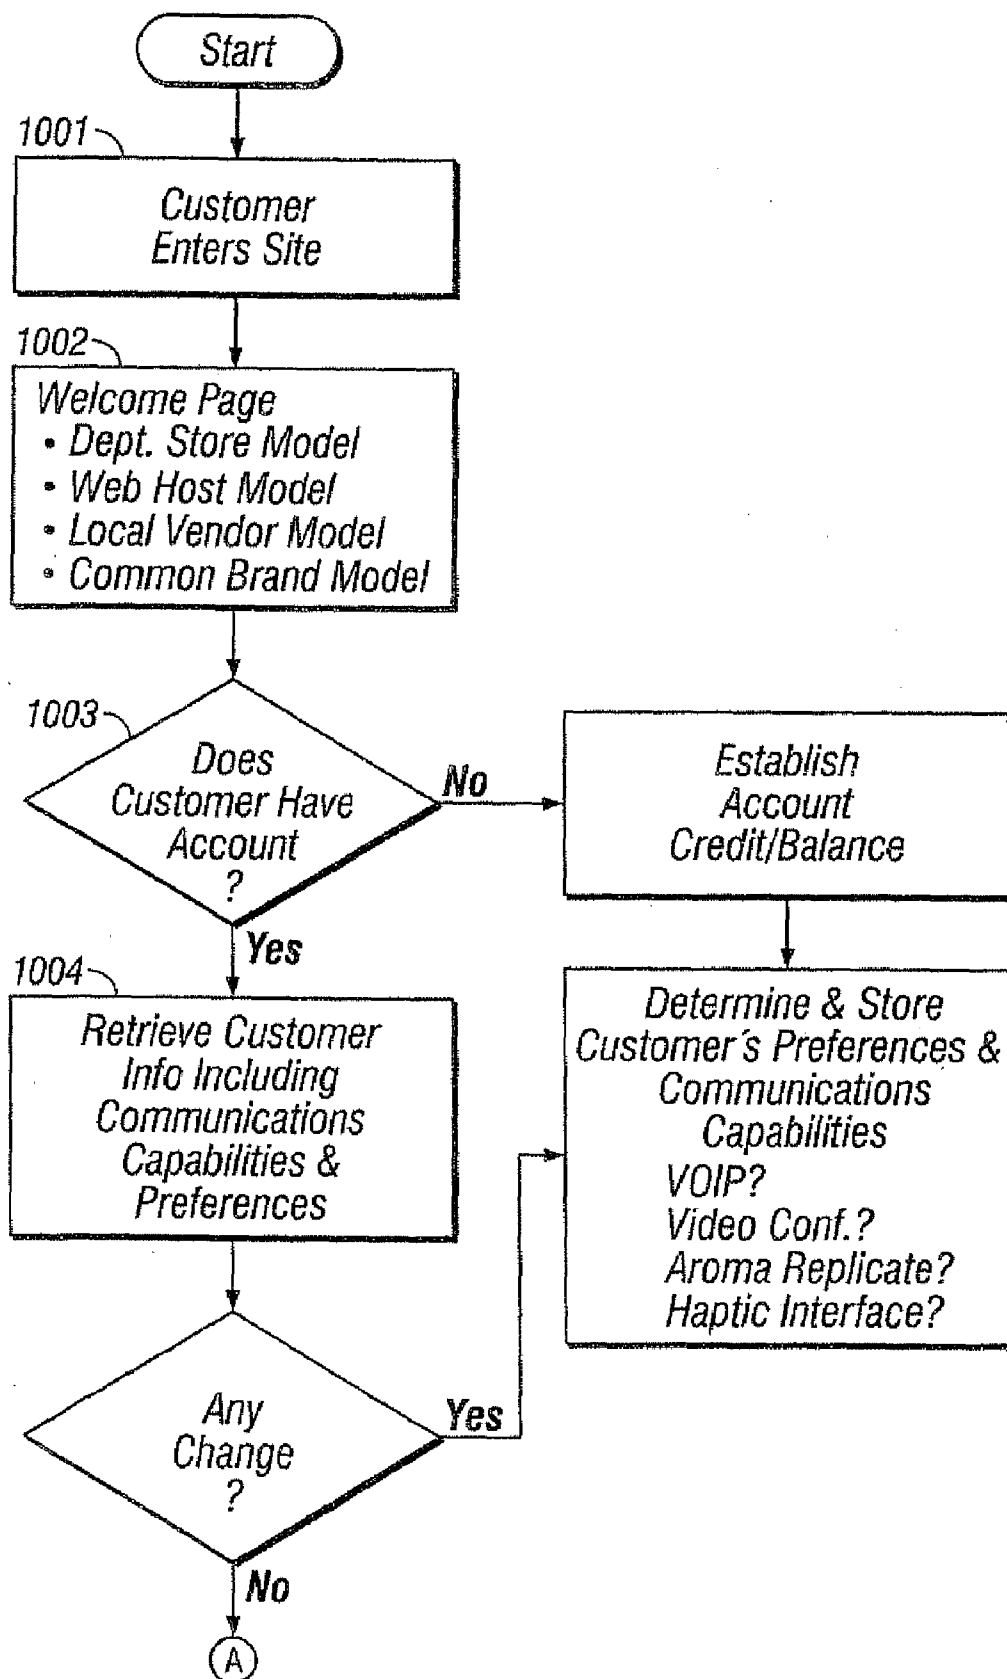 Start
1001
Customer
Enters Site
1002
Welcome Page
• Dept. Store Model
• Web Host Model
• Local Vendor Model
• Common Brand Model
1003
Does
Customer Have
Account
?
No
Establish
Account
Credit/Balance
Yes
1004
Retrieve Customer
Info Including
Communications
Capabilities &
Preferences
Determine & Store
Customer's Preferences &
Communications
Capabilities
VOIP?
Video Conf.?
Aroma Replicate?
Haptic Interface?
Any
Change
?
Yes
No
A